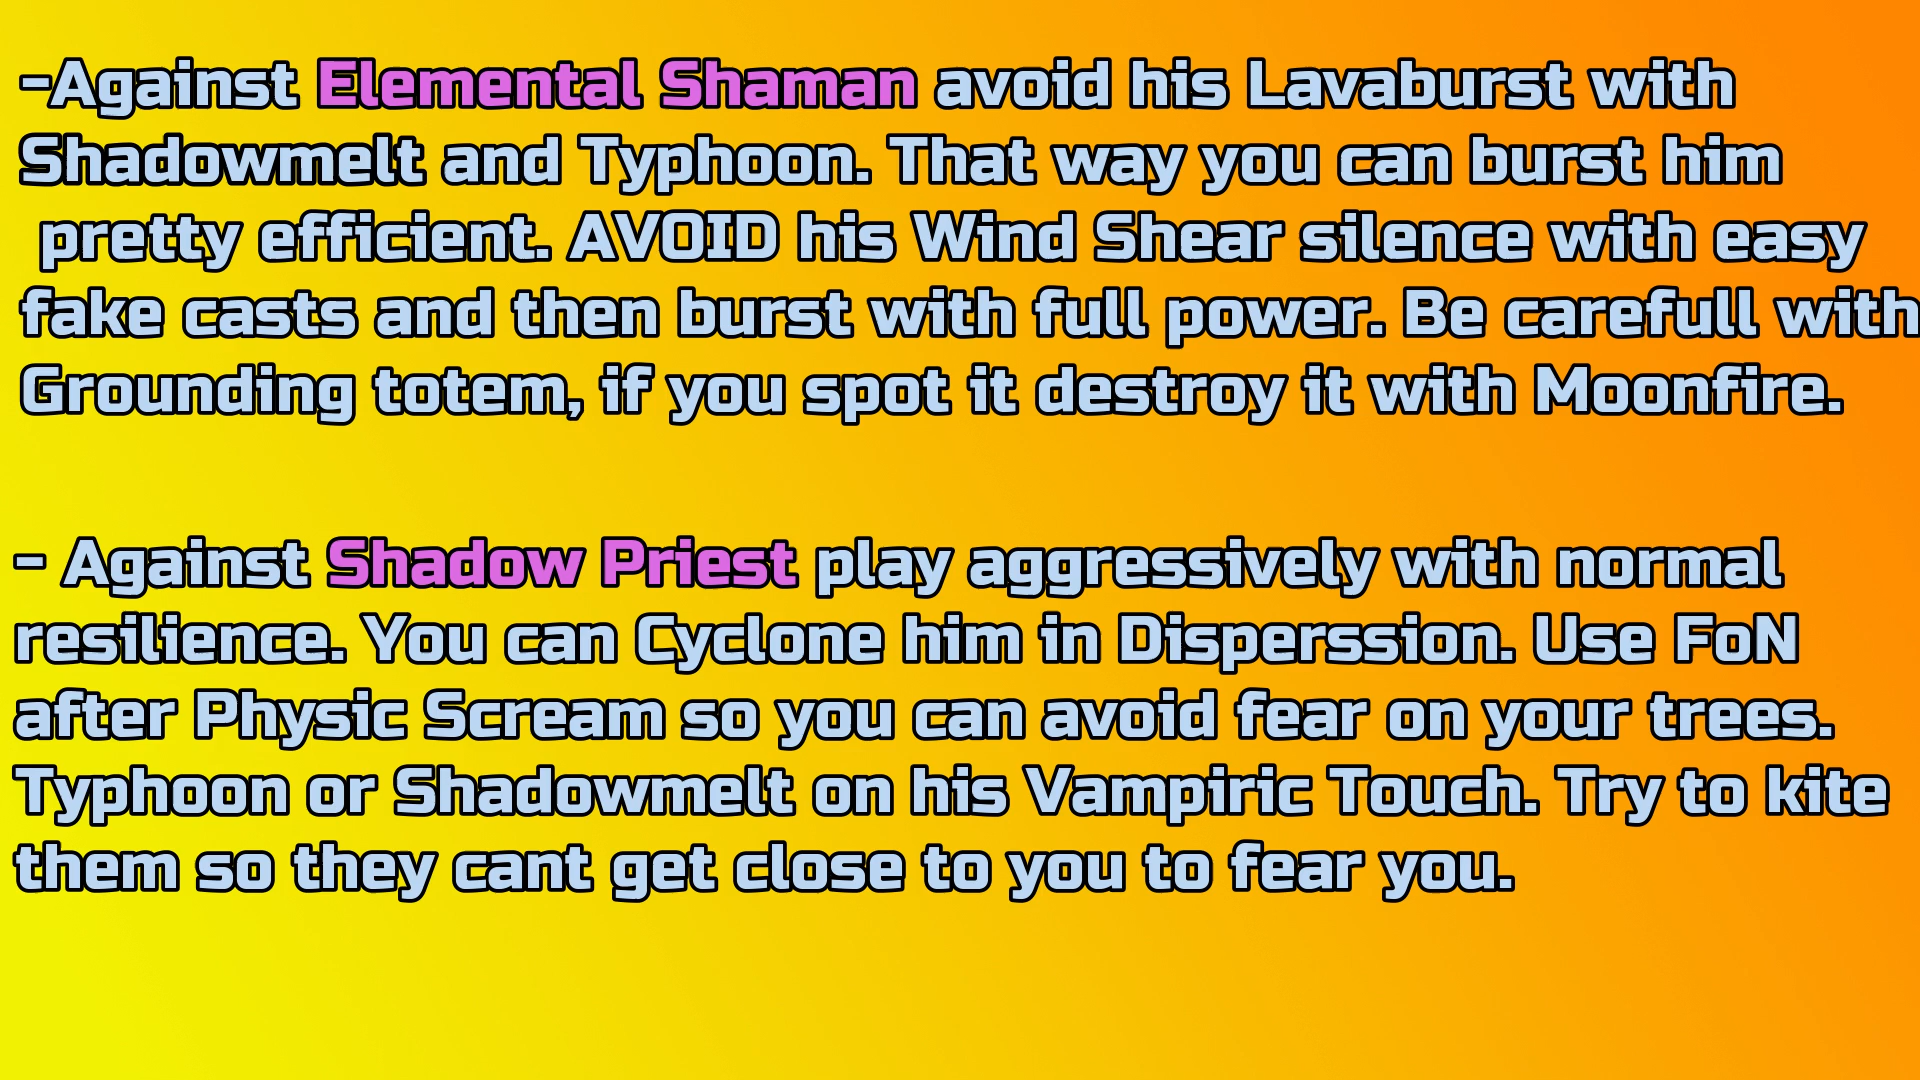 -Against Elemental Shaman avoid his Lavaburst with
Shadowmelt and Typhoon. That way you can burst him
pretty efficient. AVOID his Wind Shear silence with easy
fake casts and then burst with full power. Be carefull with
Grounding totem, if you spot it destroy it with Moonfire.
- Against Shadow Priest play aggressively with normal
resilience. You can Cyclone him in Disperssion. Use FoN
after Physic Scream so you can avoid fear on your trees.
Typhoon or Shadowmelt on his Vampiric Touch. Try to kite
them so they cant get close to you to fear you.